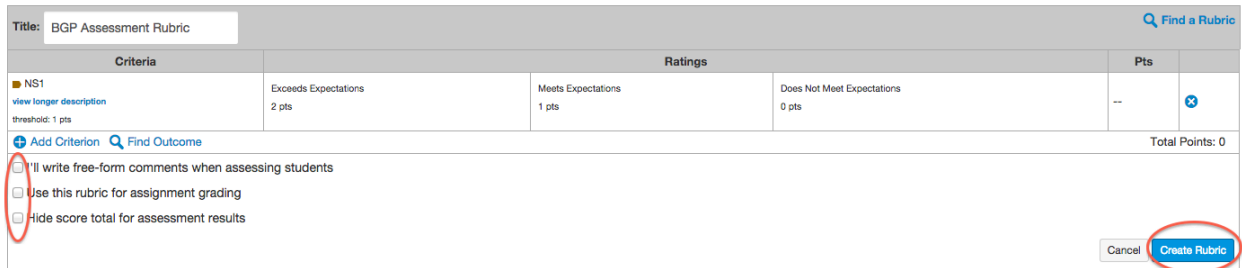 Title: BGP Assessment Rubric Find a Rubric
Criteria Ratings Pts
NS1
view longer description
threshold: 1 pts
Exceeds Expectations
2 pts
Meets Expectations
1 pts
Does Not Meet Expectations
0 pts
--
Add Criterion Find Outcome Total Points: 0
I'll write free-form comments when assessing students
Use this rubric for assignment grading
Hide score total for assessment results
Cancel Create Rubric